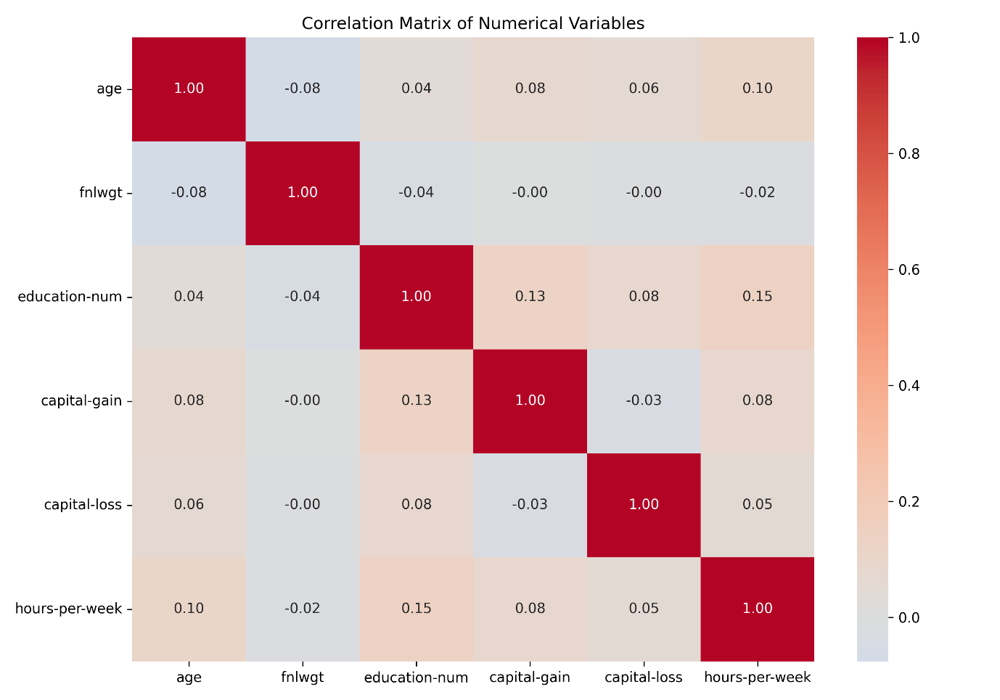 Correlation Matrix of Numerical Variables
age 1.00 -0.08 0.04 0.08 0.06 0.10
fnlwgt -0.08 1.00 -0.04 -0.00 -0.00 -0.02
education-num 0.04 -0.04 1.00 0.13 0.08 0.15
capital-gain 0.08 -0.00 0.13 1.00 -0.03 0.08
capital-loss 0.06 -0.00 0.08 -0.03 1.00 0.05
hours-per-week 0.10 -0.02 0.15 0.08 0.05 1.00
age fnlwgt education-num capital-gain capital-loss hours-per-week
1.0
0.8
0.6
0.4
0.2
0.0